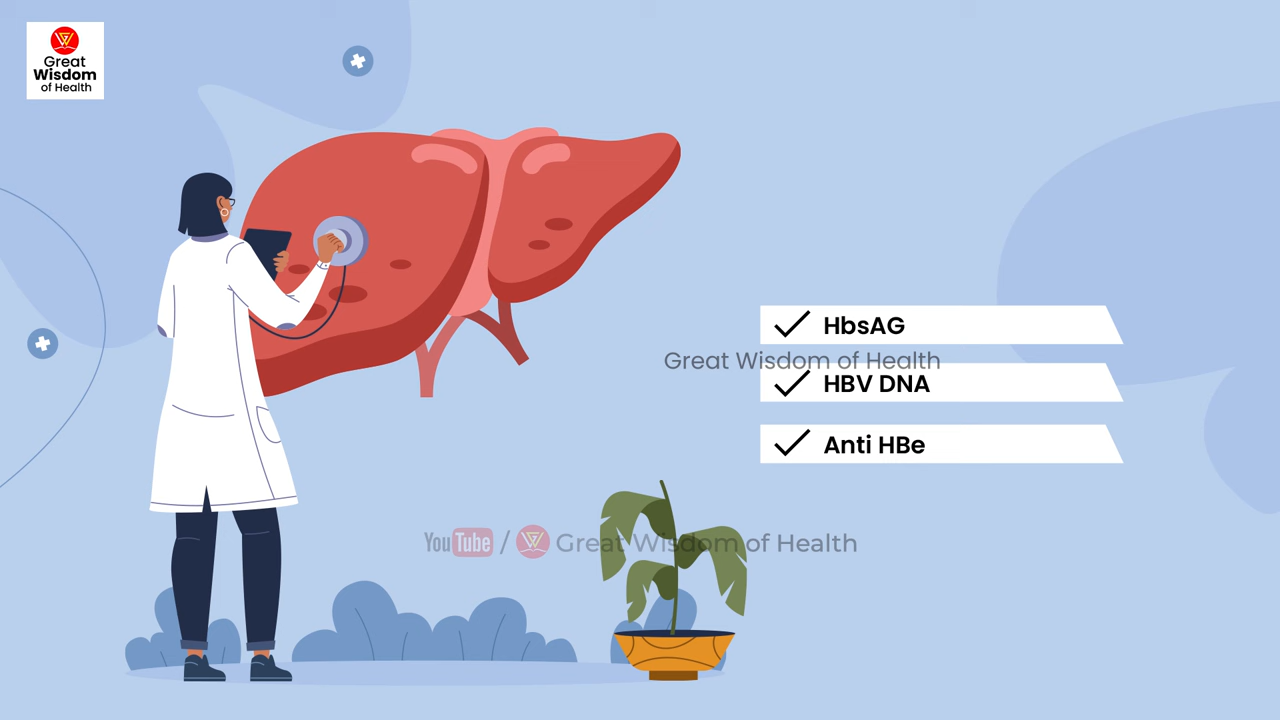 Great
Wisdom
of Health
HbsAG
Great Wisdom of Health
HBV DNA
Anti HBe
YouTube / Great Wisdom of Health